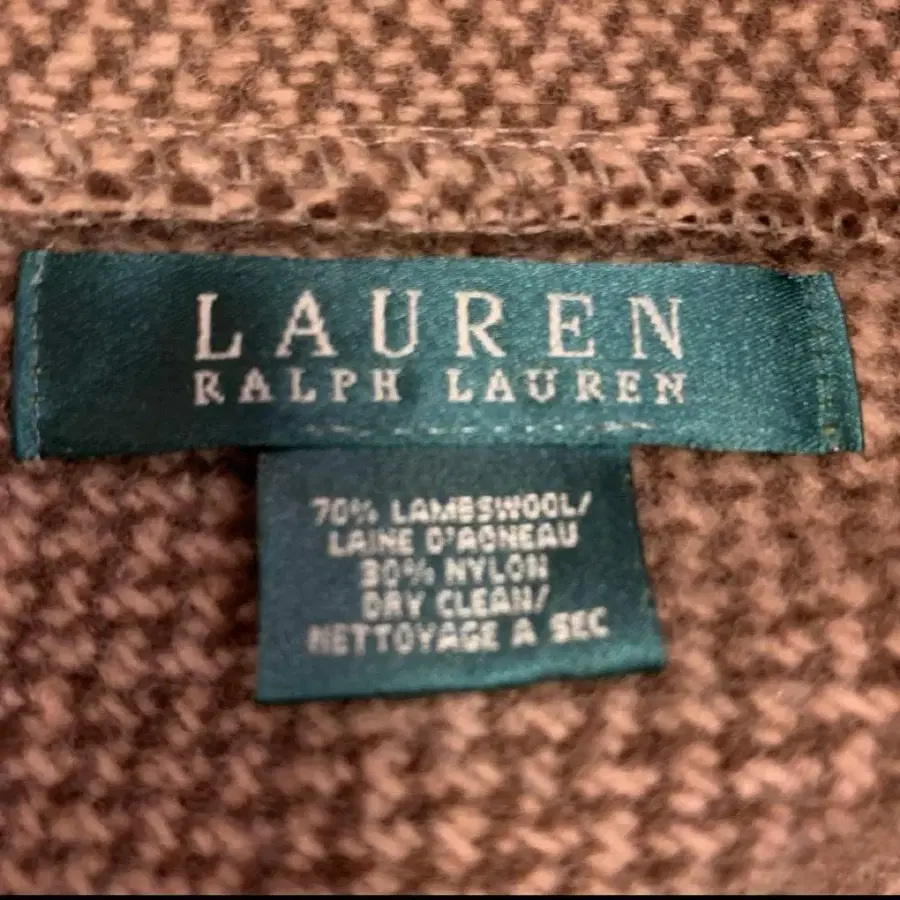 LAUREN
RALPH LAUREN
70% LAMBSWOOL/
LAINE D'AGNEAU
30% NYLON
DRY CLEAN/
NETTOYAGE A SEC